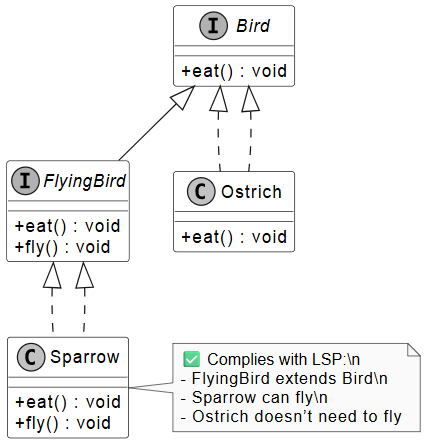 I Bird
+eat() : void
I FlyingBird
+eat() : void
+fly() : void
C Ostrich
+eat() : void
C Sparrow
+eat() : void
+fly() : void
✅ Complies with LSP:\n
- FlyingBird extends Bird\n
- Sparrow can fly\n
- Ostrich doesn’t need to fly